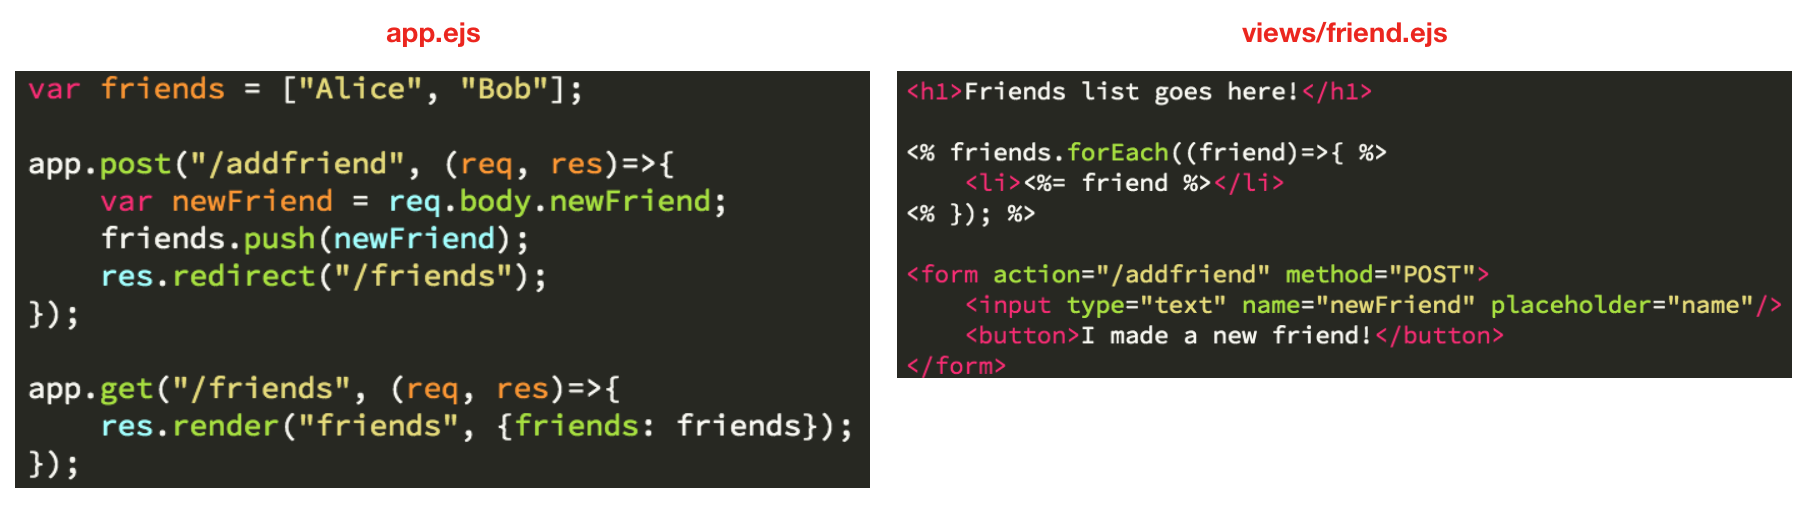 app.ejs
var friends = ["Alice", "Bob"];
app.post("/addfriend", (req, res)=>{
    var newFriend = req.body.newFriend;
    friends.push(newFriend);
    res.redirect("/friends");
});
app.get("/friends", (req, res)=>{
    res.render("friends", {friends: friends});
});
views/friend.ejs
<h1>Friends list goes here!</h1>
<% friends.forEach((friend)=>{ %>
    <li><%= friend %></li>
<% }); %>
<form action="/addfriend" method="POST">
    <input type="text" name="newFriend" placeholder="name"/>
    <button>I made a new friend!</button>
</form>